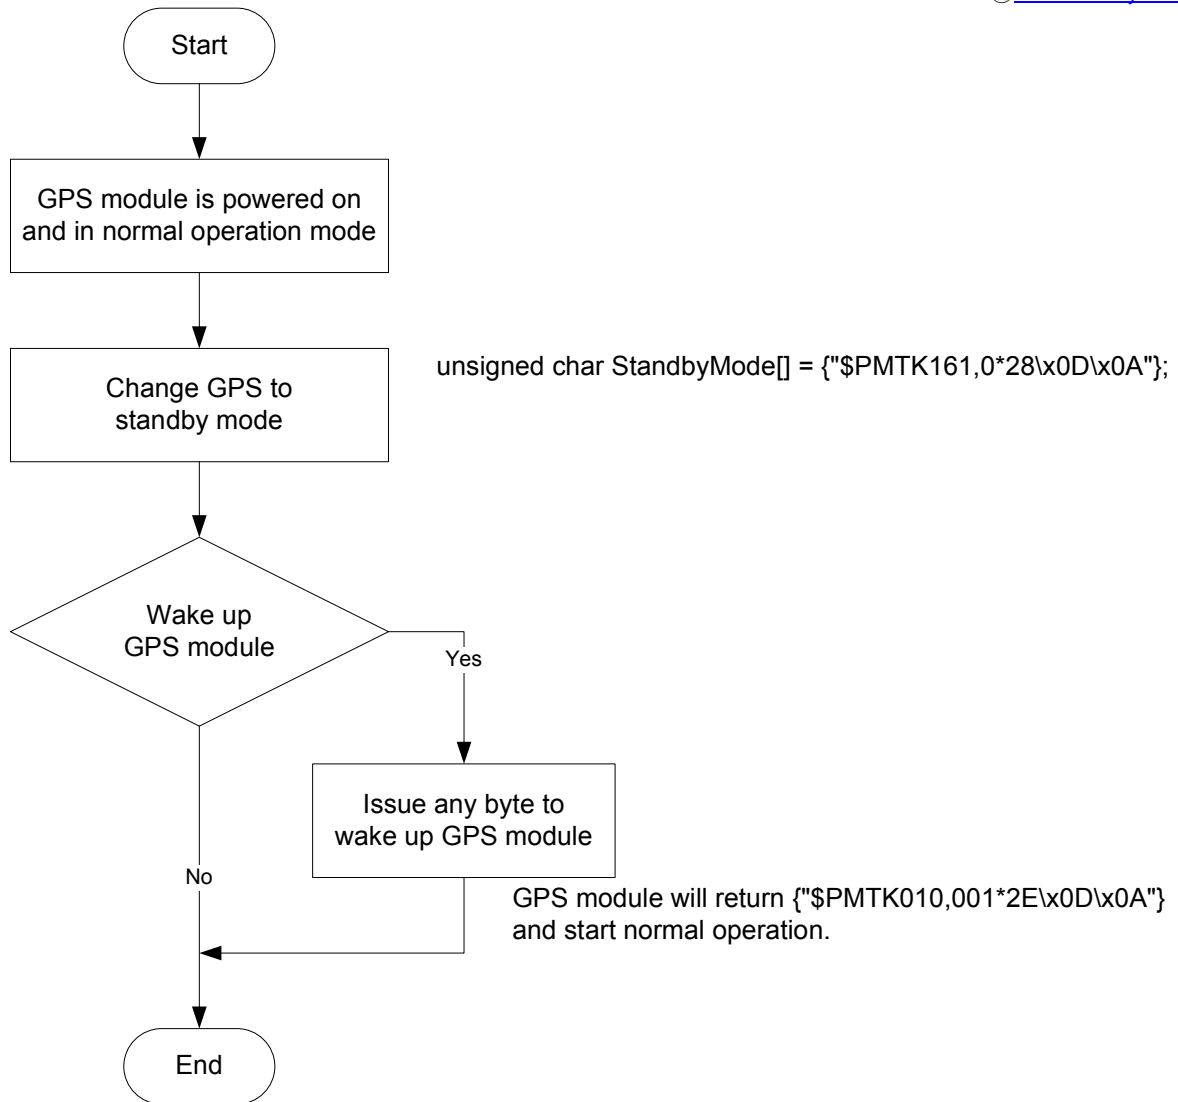 Start
GPS module is powered on
and in normal operation mode
Change GPS to
standby mode
unsigned char StandbyMode[] = {"$PMTK161,0*28\x0D\x0A"};
Wake up
GPS module
Yes
Issue any byte to
wake up GPS module
No
GPS module will return {"$PMTK010,001*2E\x0D\x0A"}
and start normal operation.
End